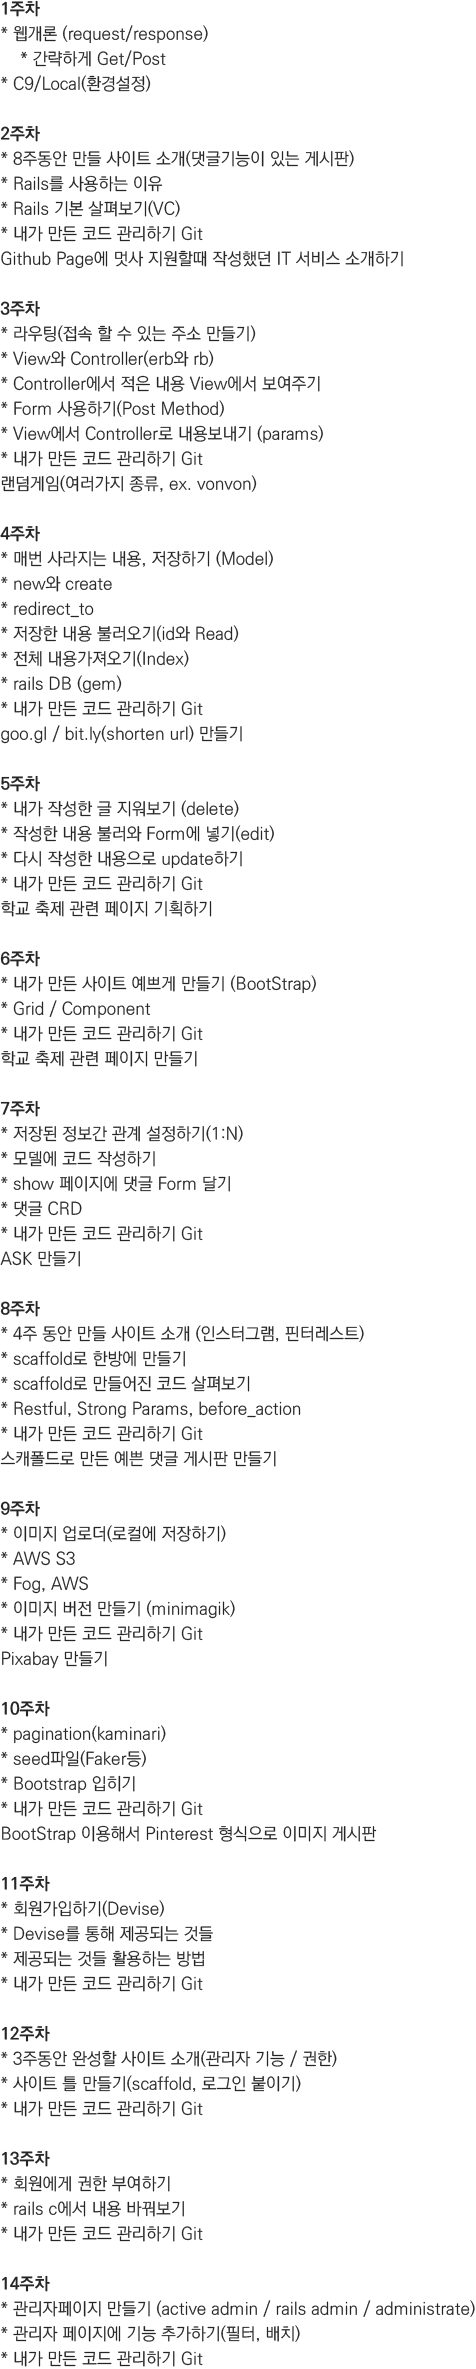 1주차
* 웹개론 (request/response)
* 간략하게 Get/Post
* C9/Local(환경설정)
2주차
* 8주동안 만들 사이트 소개(댓글기능이 있는 게시판)
* Rails를 사용하는 이유
* Rails 기본 살펴보기(VC)
* 내가 만든 코드 관리하기 Git
Github Page에 멋사 지원할때 작성했던 IT 서비스 소개하기
3주차
* 라우팅(접속 할 수 있는 주소 만들기)
* View와 Controller(erb와 rb)
* Controller에서 적은 내용 View에서 보여주기
* Form 사용하기(Post Method)
* View에서 Controller로 내용보내기 (params)
* 내가 만든 코드 관리하기 Git
랜덤게임(여러가지 종류, ex. vonvon)
4주차
* 매번 사라지는 내용, 저장하기 (Model)
* new와 create
* redirect_to
* 저장한 내용 불러오기(id와 Read)
* 전체 내용가져오기(Index)
* rails DB (gem)
* 내가 만든 코드 관리하기 Git
goo.gl / bit.ly(shorten url) 만들기
5주차
* 내가 작성한 글 지워보기 (delete)
* 작성한 내용 불러와 Form에 넣기(edit)
* 다시 작성한 내용으로 update하기
* 내가 만든 코드 관리하기 Git
학교 축제 관련 페이지 기획하기
6주차
* 내가 만든 사이트 예쁘게 만들기 (BootStrap)
* Grid / Component
* 내가 만든 코드 관리하기 Git
학교 축제 관련 페이지 만들기
7주차
* 저장된 정보간 관계 설정하기(1:N)
* 모델에 코드 작성하기
* show 페이지에 댓글 Form 달기
* 댓글 CRD
* 내가 만든 코드 관리하기 Git
ASK 만들기
8주차
* 4주 동안 만들 사이트 소개 (인스터그램, 핀터레스트)
* scaffold로 한방에 만들기
* scaffold로 만들어진 코드 살펴보기
* Restful, Strong Params, before_action
* 내가 만든 코드 관리하기 Git
스캐폴드로 만든 예쁜 댓글 게시판 만들기
9주차
* 이미지 업로더(로컬에 저장하기)
* AWS S3
* Fog, AWS
* 이미지 버전 만들기 (minimagik)
* 내가 만든 코드 관리하기 Git
Pixabay 만들기
10주차
* pagination(kaminari)
* seed파일(Faker등)
* Bootstrap 입히기
* 내가 만든 코드 관리하기 Git
BootStrap 이용해서 Pinterest 형식으로 이미지 게시판
11주차
* 회원가입하기(Devise)
* Devise를 통해 제공되는 것들
* 제공되는 것들 활용하는 방법
* 내가 만든 코드 관리하기 Git
12주차
* 3주동안 완성할 사이트 소개(관리자 기능 / 권한)
* 사이트 틀 만들기(scaffold, 로그인 붙이기)
* 내가 만든 코드 관리하기 Git
13주차
* 회원에게 권한 부여하기
* rails c에서 내용 바꿔보기
* 내가 만든 코드 관리하기 Git
14주차
* 관리자페이지 만들기 (active admin / rails admin / administrate)
* 관리자 페이지에 기능 추가하기(필터, 배치)
* 내가 만든 코드 관리하기 Git